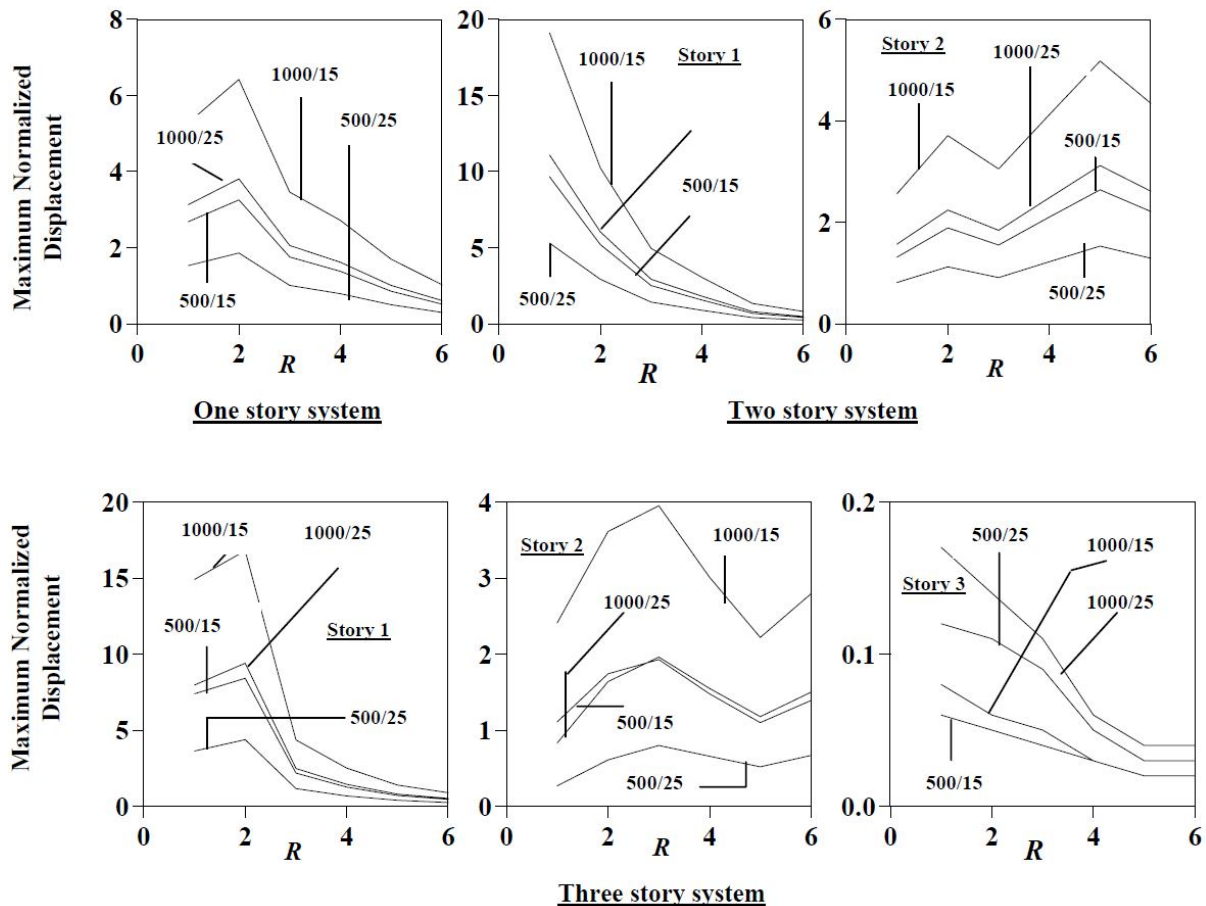 Maximum Normalized
Displacement
8
6
4
2
0
0 2 4 6
R
1000/15
500/25
1000/25
500/15
One story system
20
15
10
5
0
0 2 4 6
R
Story 1
1000/15
500/15
500/25
6
4
2
0
0 2 4 6
R
Story 2
1000/25
1000/15
500/15
500/25
Two story system
Maximum Normalized
Displacement
20
15
10
5
0
0 2 4 6
R
1000/15
1000/25
500/15
Story 1
500/25
4
3
2
1
0
0 2 4 6
R
Story 2
1000/15
1000/25
500/15
500/25
0.2
0.1
0.0
0 2 4 6
R
500/25
1000/15
Story 3
1000/25
500/15
Three story system